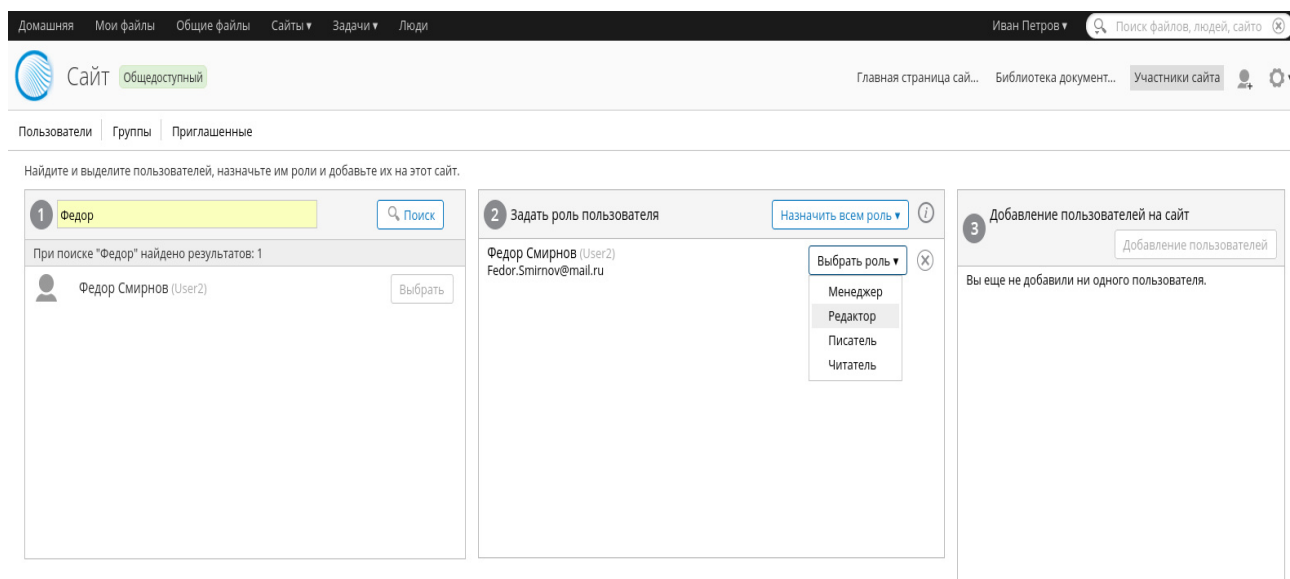 Домашняя Мои файлы Общие файлы Сайты Задачи Люди Иван Петров Поиск файлов, людей, сайто
Сайт Общедоступный Главная страница сай... Библиотека документ... Участники сайта
Пользователи Группы Приглашенные
Найдите и выделите пользователей, назначьте им роли и добавьте их на этот сайт.
1 Федор Поиск
При поиске "Федор" найдено результатов: 1
Федор Смирнов (User2) Выбрать
2 Задать роль пользователя Назначить всем роль i
Федор Смирнов (User2) Выбрать роль
Fedor.Smirnov@mail.ru
Менеджер
Редактор
Писатель
Читатель
3 Добавление пользователей на сайт
Добавление пользователей
Вы еще не добавили ни одного пользователя.